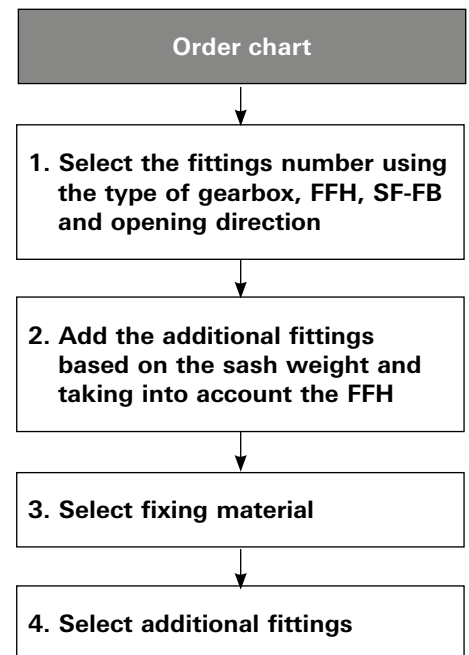 Order chart
1. Select the fittings number using
the type of gearbox, FFH, SF-FB
and opening direction
2. Add the additional fittings
based on the sash weight and
taking into account the FFH
3. Select fixing material
4. Select additional fittings